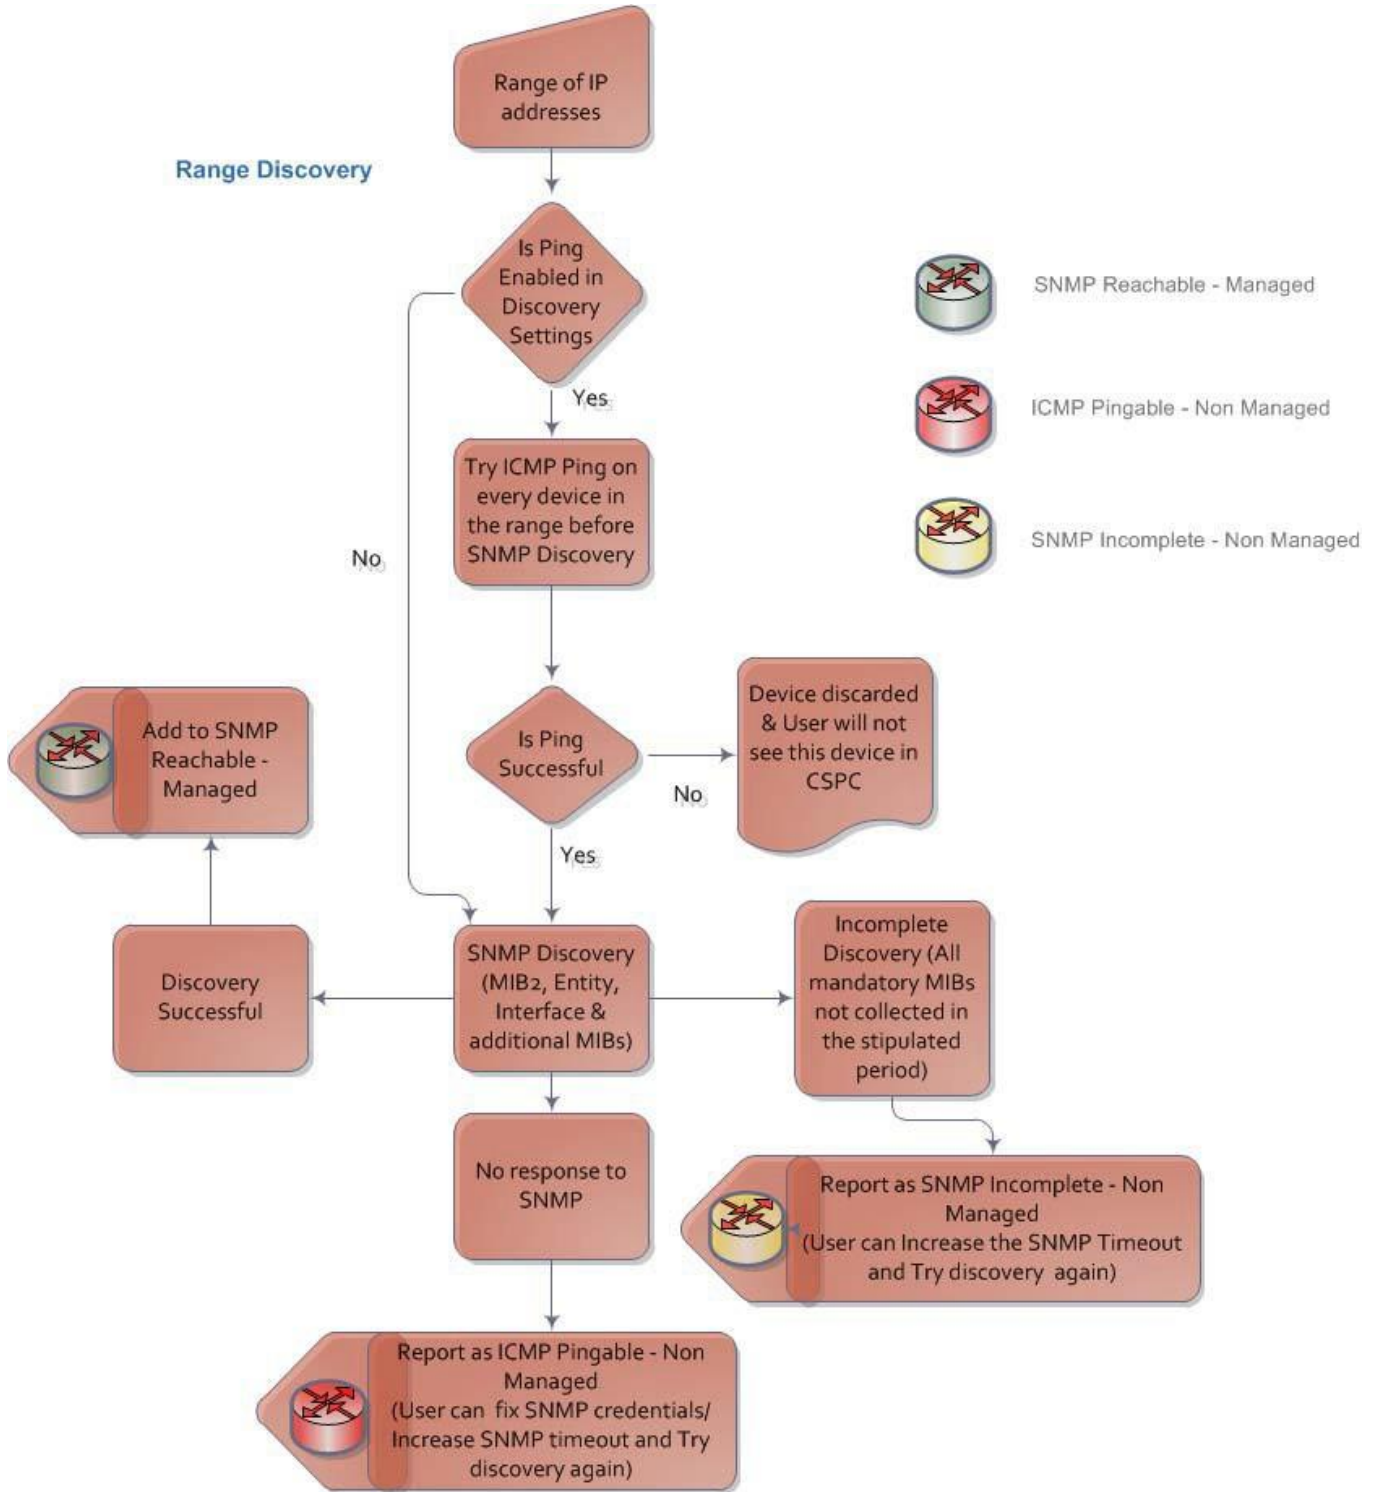 Range of IP
addresses
Range Discovery
Is Ping
Enabled in
Discovery
Settings
SNMP Reachable - Managed
ICMP Pingable - Non Managed
SNMP Incomplete - Non Managed
Yes
Try ICMP Ping on
every device in
the range before
SNMP Discovery
No
Is Ping
Successful
No
Device discarded
& User will not
see this device in
CSPC
Add to SNMP
Reachable -
Managed
Yes
SNMP Discovery
(MIB2, Entity,
Interface &
additional MIBs)
Discovery
Successful
Incomplete
Discovery (All
mandatory MIBs
not collected in
the stipulated
period)
No response to
SNMP
Report as SNMP Incomplete - Non
Managed
(User can Increase the SNMP Timeout
and Try discovery again)
Report as ICMP Pingable - Non
Managed
(User can fix SNMP credentials/
Increase SNMP timeout and Try
discovery again)